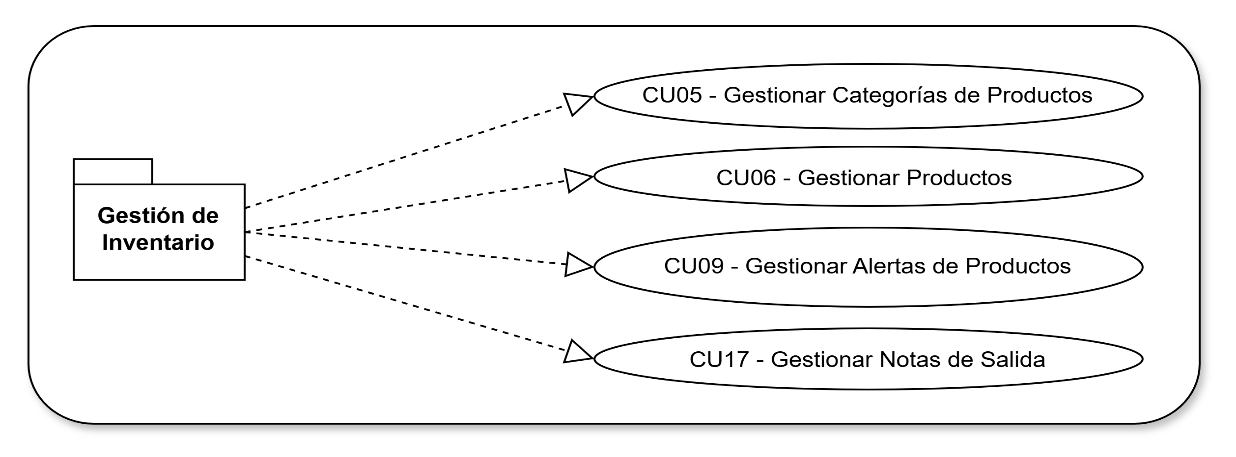 CU05 - Gestionar Categorías de Productos
CU06 - Gestionar Productos
Gestión de
Inventario
CU09 - Gestionar Alertas de Productos
CU17 - Gestionar Notas de Salida